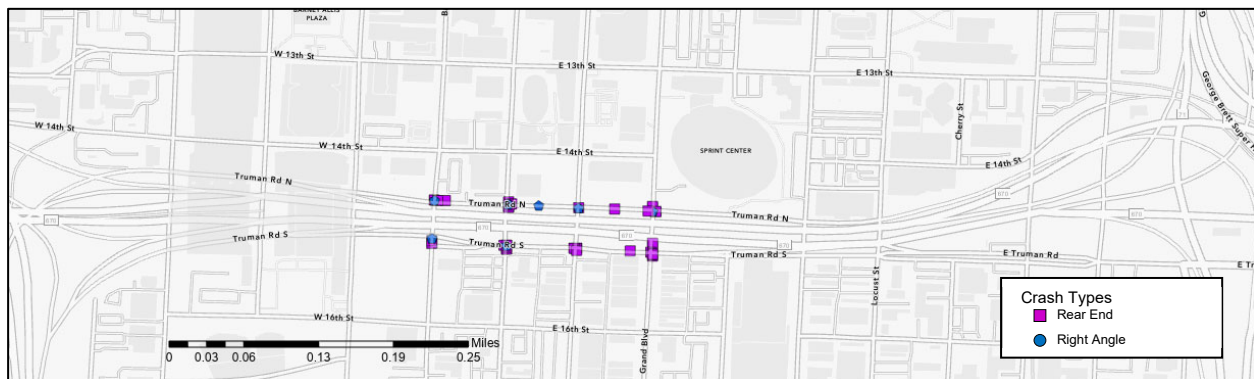 BARNEY ALLIS
PLAZA
W 13th St
E 13th St
E 13th St
W 14th St
W 14th St
E 14th St
SPRINT CENTER
Cherry St
E 14th St
Truman Rd N
Truman Rd N
Truman Rd N
670
670
670
670
670
670
Truman Rd S
Truman Rd S
Truman Rd S
E Truman Rd
Locust St
Grand Blvd
W 16th St
E 16th St
Miles
0 0.03 0.06 0.13 0.19 0.25
Crash Types
Rear End
Right Angle